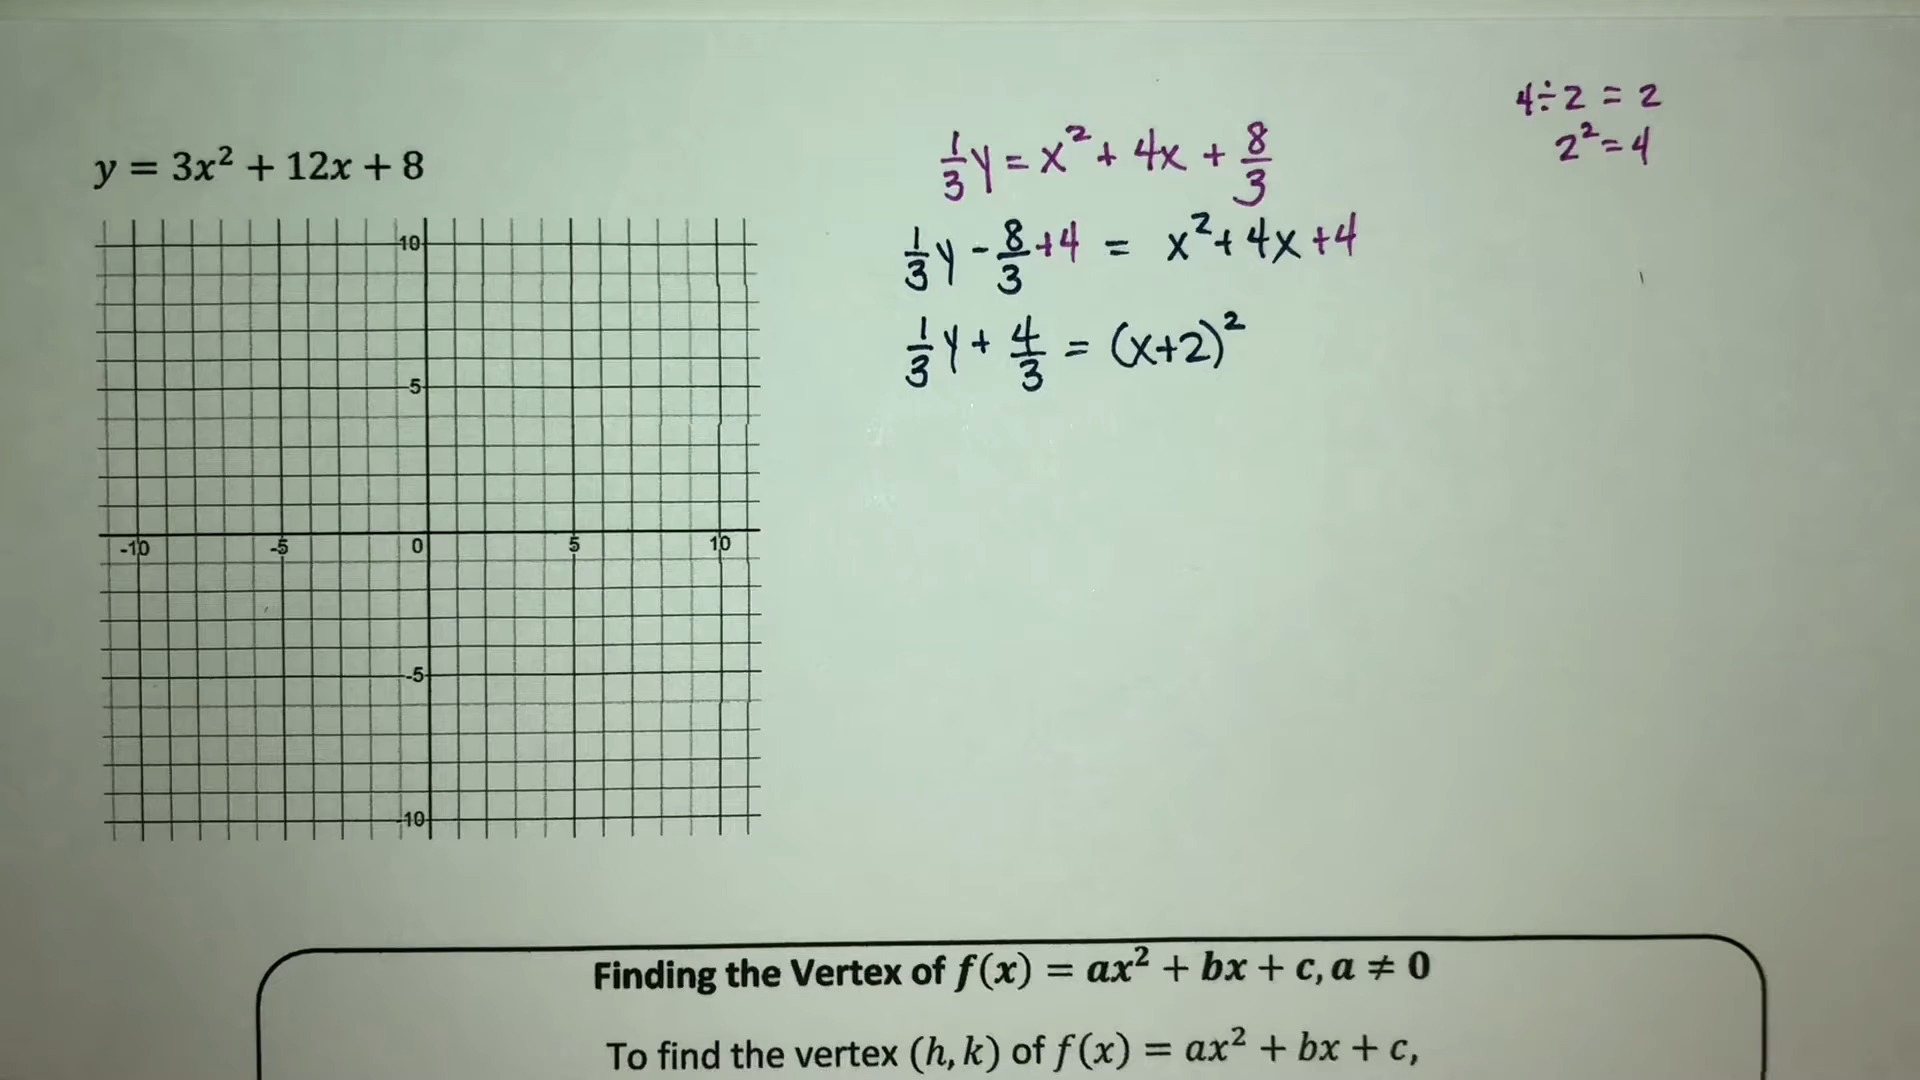 4÷2 = 2
2² = 4
y = 3x² + 12x + 8
1/3 y = x² + 4x + 8/3
1/3 y - 8/3 + 4 = x² + 4x + 4
1/3 y + 4/3 = (x+2)²
10
5
-10 -5 0 5 10
-5
-10
Finding the Vertex of f(x) = ax² + bx + c, a ≠ 0
To find the vertex (h, k) of f(x) = ax² + bx + c,